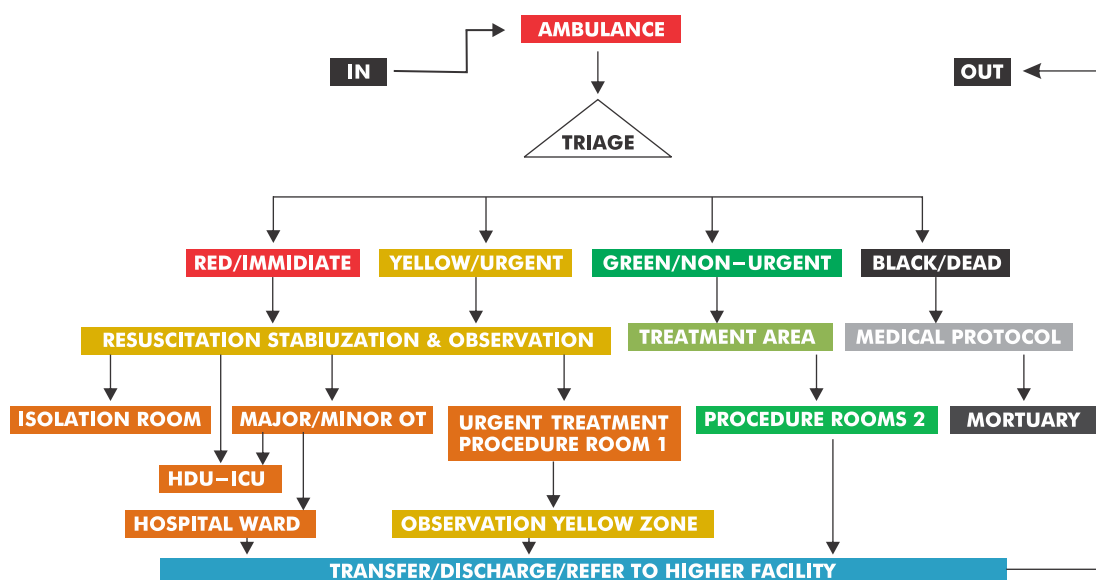 AMBULANCE
IN
OUT
TRIAGE
RED/IMMIDIATE
YELLOW/URGENT
GREEN/NON-URGENT
BLACK/DEAD
RESUSCITATION STABIUZATION & OBSERVATION
TREATMENT AREA
MEDICAL PROTOCOL
ISOLATION ROOM
MAJOR/MINOR OT
URGENT TREATMENT
PROCEDURE ROOM 1
PROCEDURE ROOMS 2
MORTUARY
HDU-ICU
HOSPITAL WARD
OBSERVATION YELLOW ZONE
TRANSFER/DISCHARGE/REFER TO HIGHER FACILITY